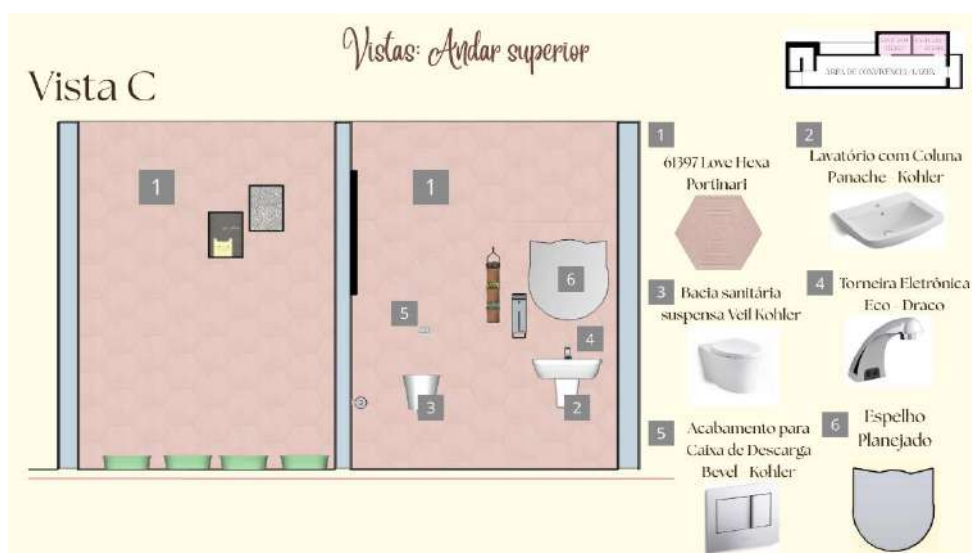 Vistas: Andar superior
Vista C
ÁREA DE CONVIVÊNCIA/LAZER
1
1
6
5
4
3
2
1
61397 Love Hexa
Portinari
2
Lavatório com Coluna
Panache - Kohler
3
Bacia sanitária
suspensa Veil Kohler
4
Torneira Eletrônica
Eco - Draco
5
Acabamento para
Caixa de Descarga
Bevel - Kohler
6
Espelho
Planejado